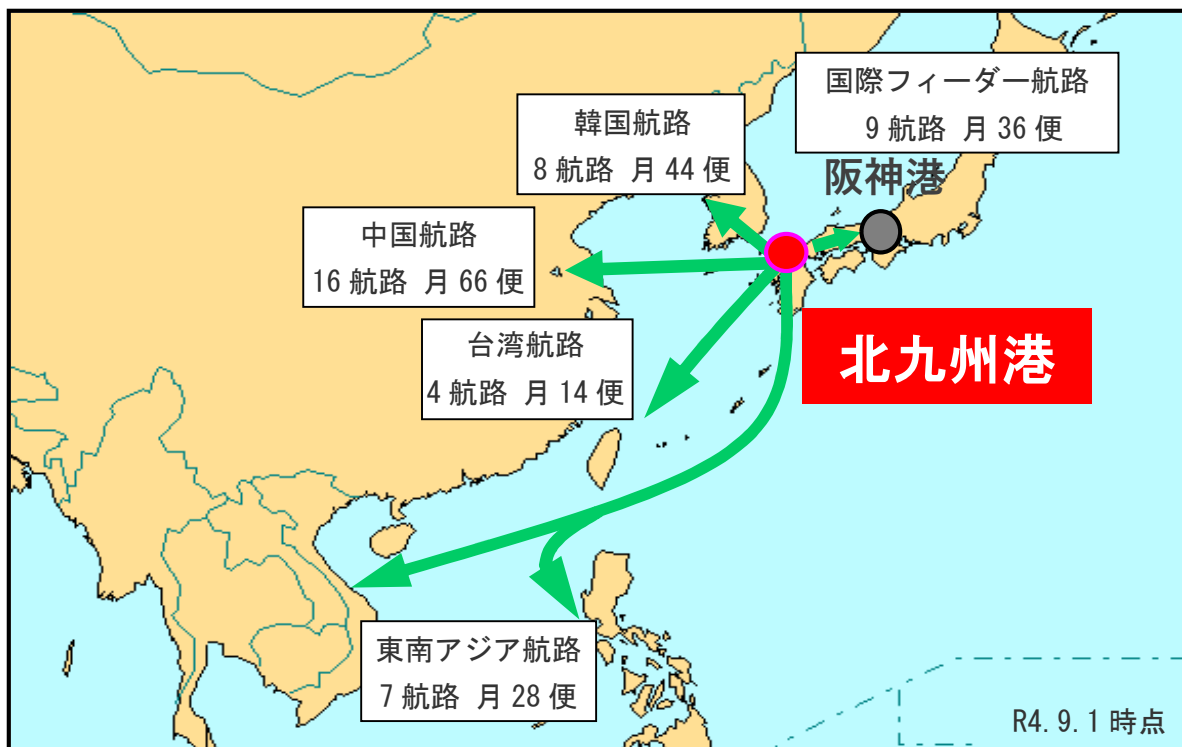 国際フィーダー航路
9 航路 月 36 便
韓国航路
8 航路 月 44 便
阪神港
中国航路
16 航路 月 66 便
台湾航路
4 航路 月 14 便
北九州港
東南アジア航路
7 航路 月 28 便
R4.9.1 時点